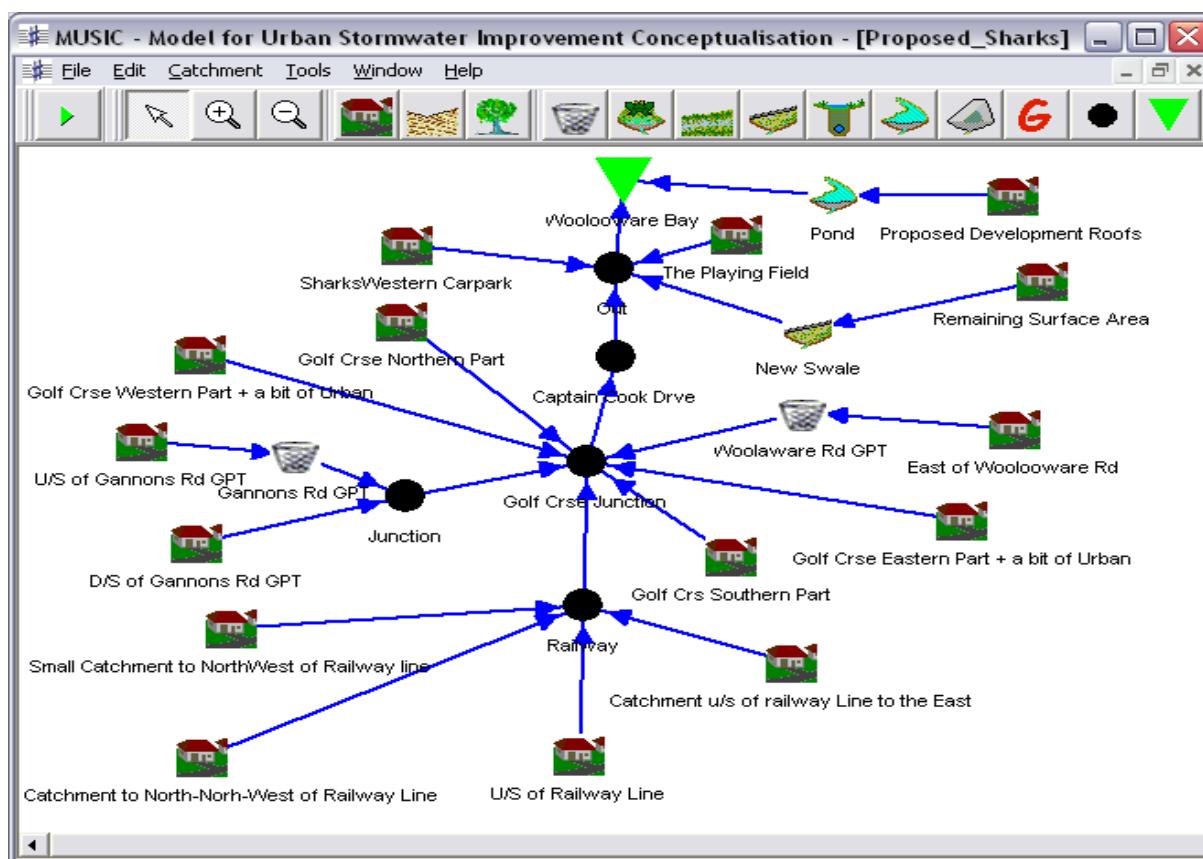 MUSIC - Model for Urban Stormwater Improvement Conceptualisation - [Proposed_Sharks]
File Edit Catchment Tools Window Help
G
Woolooware Bay
Pond
Proposed Development Roofs
SharksWestern Carpark
The Playing Field
Out
Remaining Surface Area
Golf Crse Northern Part
New Swale
Golf Crse Western Part + a bit of Urban
Captain Cook Drve
Woolaware Rd GPT
East of Woolooware Rd
U/S of Gannons Rd GPT
Gannons Rd GPT
Golf Crse Junction
Junction
Golf Crse Eastern Part + a bit of Urban
D/S of Gannons Rd GPT
Golf Crs Southern Part
Railway
Small Catchment to NorthWest of Railway line
Catchment u/s of railway Line to the East
Catchment to North-Norh-West of Railway Line
U/S of Railway Line